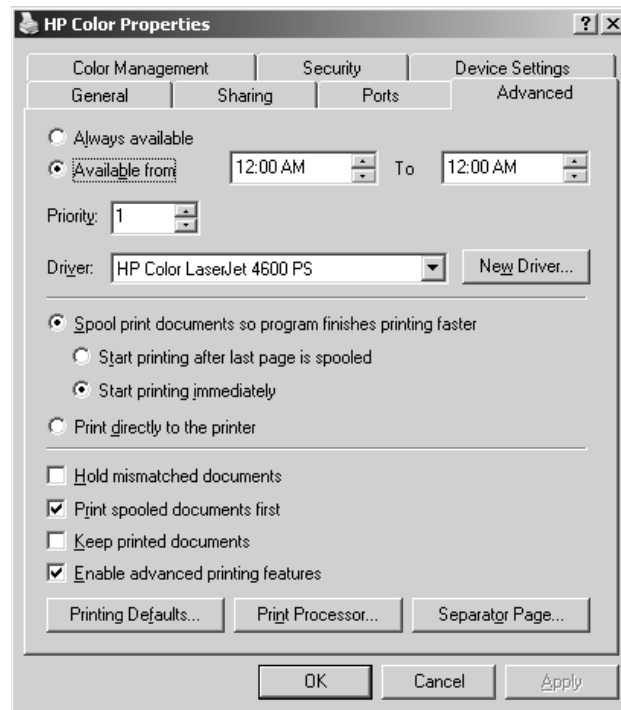 HP Color Properties
Color Management Security Device Settings
General Sharing Ports Advanced
Always available
Available from 12:00 AM To 12:00 AM
Priority: 1
Driver: HP Color LaserJet 4600 PS New Driver...
Spool print documents so program finishes printing faster
Start printing after last page is spooled
Start printing immediately
Print directly to the printer
Hold mismatched documents
Print spooled documents first
Keep printed documents
Enable advanced printing features
Printing Defaults... Print Processor... Separator Page...
OK Cancel Apply